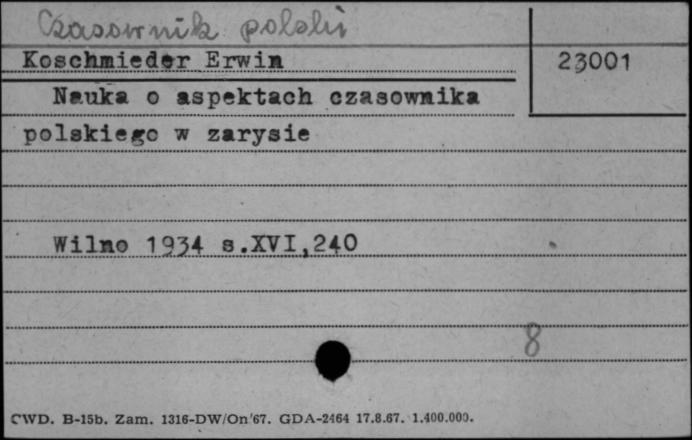 Czasownik polski
Koschmieder Erwin
23001
Nauka o aspektach czasownika
polskiego w zarysie
Wilno 1934 s.XVI,240
8
CWD. B-15b. Zam. 1316-DW/On'67. GDA-2464 17.8.67. 1.400.000.